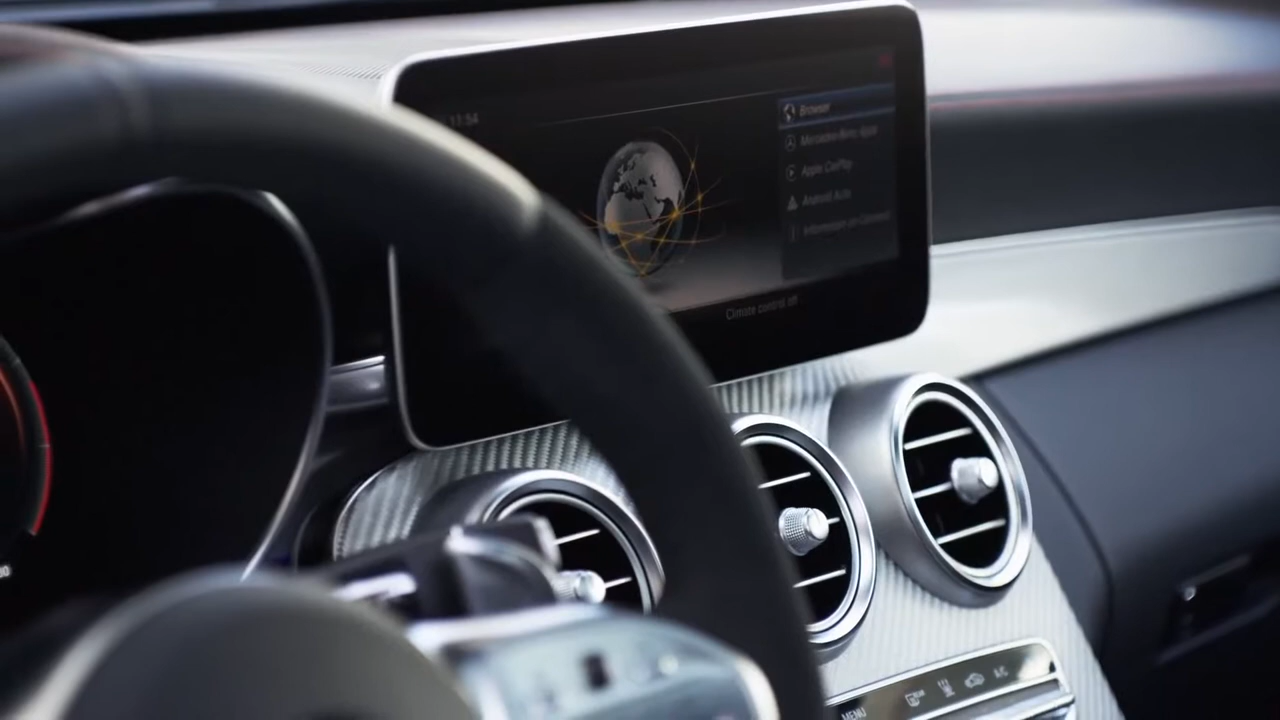 11:54
Browser
Mercedes-Benz Apps
Apple CarPlay
Android Auto
Climate control off
MENU
A/C